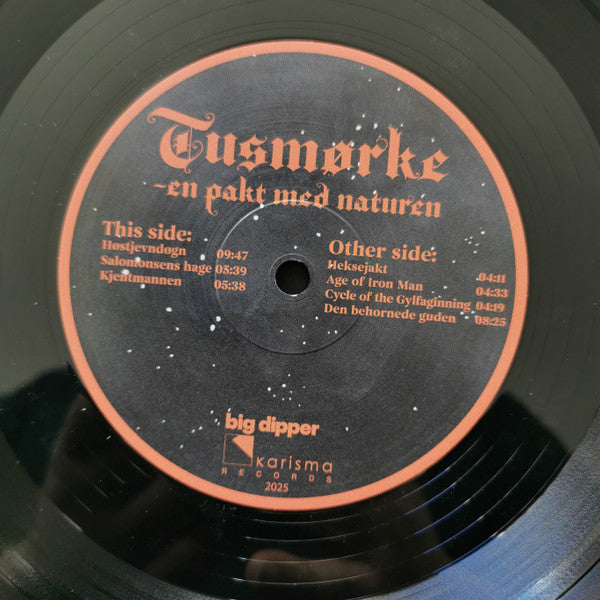 Tusmørke
~en pakt med naturen
This side:
Høstjevndøgn 09:47
Salomonsens hage 05:39
Kjentmannen 05:38
Other side:
Heksejakt 04:11
Age of Iron Man 04:33
Cycle of the Gylfaginning 04:19
Den behornede guden 08:25
big dipper
Karisma
RECORDS
2025